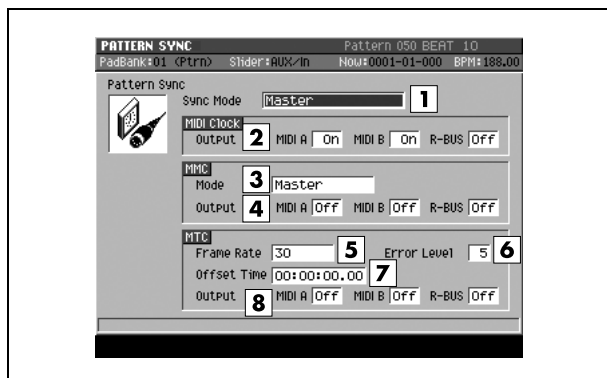 PATTERN SYNC Pattern 050 BEAT 10
PadBank:01 (Ptrn) Slider:AUX/In Now:0001-01-000 BPM:188.00
Pattern Sync
Sync Mode Master 1
MIDI Clock
Output 2 MIDI A On MIDI B On R-BUS Off
MMC
Mode 3 Master
Output 4 MIDI A Off MIDI B Off R-BUS Off
MTC
Frame Rate 30 5 Error Level 5 6
Offset Time 00:00:00.00 7
Output 8 MIDI A Off MIDI B Off R-BUS Off